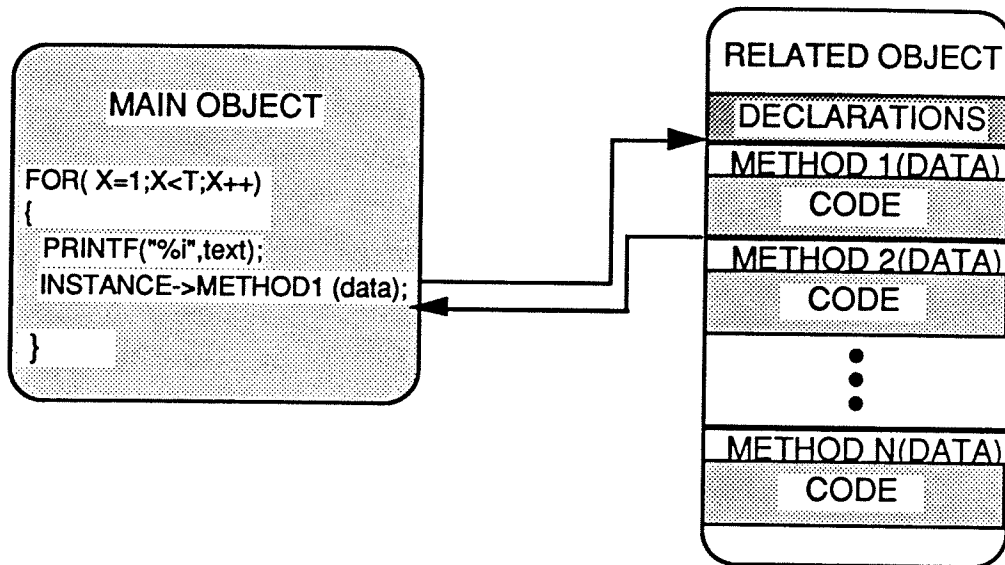 MAIN OBJECT
FOR( X=1;X<T;X++)
{
PRINTF("%i",text);
INSTANCE->METHOD1 (data);
}
RELATED OBJECT
DECLARATIONS
METHOD 1(DATA)
CODE
METHOD 2(DATA)
CODE
METHOD N(DATA)
CODE